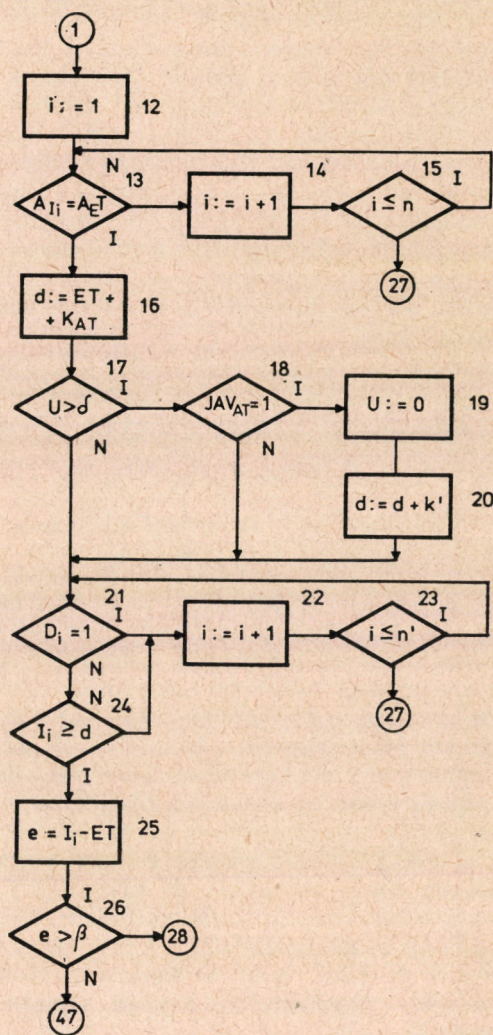 1
i := 1 12
N 13
A_Ii = A_E T
I
14
i := i + 1
15 I
i ≤ n
27
d := ET +
+ K_AT
16
17
I
U > δ
N
18
I
JAV_AT = 1
N
U := 0 19
d := d + k' 20
21
I
D_i = 1
N
22
i := i + 1
23
I
i ≤ n'
27
N
24
I_i ≥ d
I
e = I_i - ET 25
I
26
e > β
N
28
47